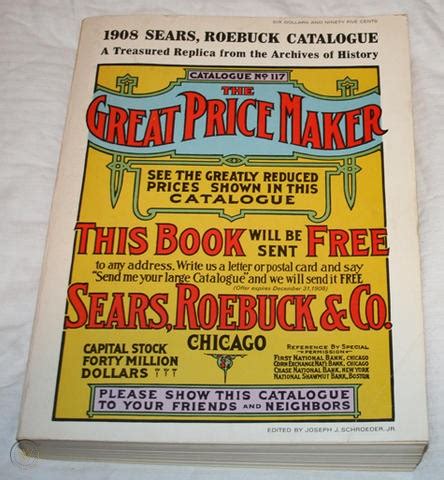 SIX DOLLARS AND NINETY FIVE CENTS
1908 SEARS, ROEBUCK CATALOGUE
A Treasured Replica from the Archives of History
CATALOGUE No 117
THE
GREAT PRICE MAKER
SEE THE GREATLY REDUCED
PRICES SHOWN IN THIS
CATALOGUE
THIS BOOK WILL BE SENT FREE
to any address. Write us a letter or postal card and say
"Send me your large Catalogue" and we will send it FREE
(Offer expires December 31, 1908)
SEARS, ROEBUCK & CO.
CHICAGO
CAPITAL STOCK
FORTY MILLION
DOLLARS
REFERENCE BY SPECIAL
PERMISSION
FIRST NATIONAL BANK, CHICAGO
CORN EXCHANGE NAT'L BANK, CHICAGO
CHASE NATIONAL BANK, NEW YORK
NATIONAL SHAWMUT BANK, BOSTON
PLEASE SHOW THIS CATALOGUE
TO YOUR FRIENDS AND NEIGHBORS
EDITED BY JOSEPH J. SCHROEDER, JR.